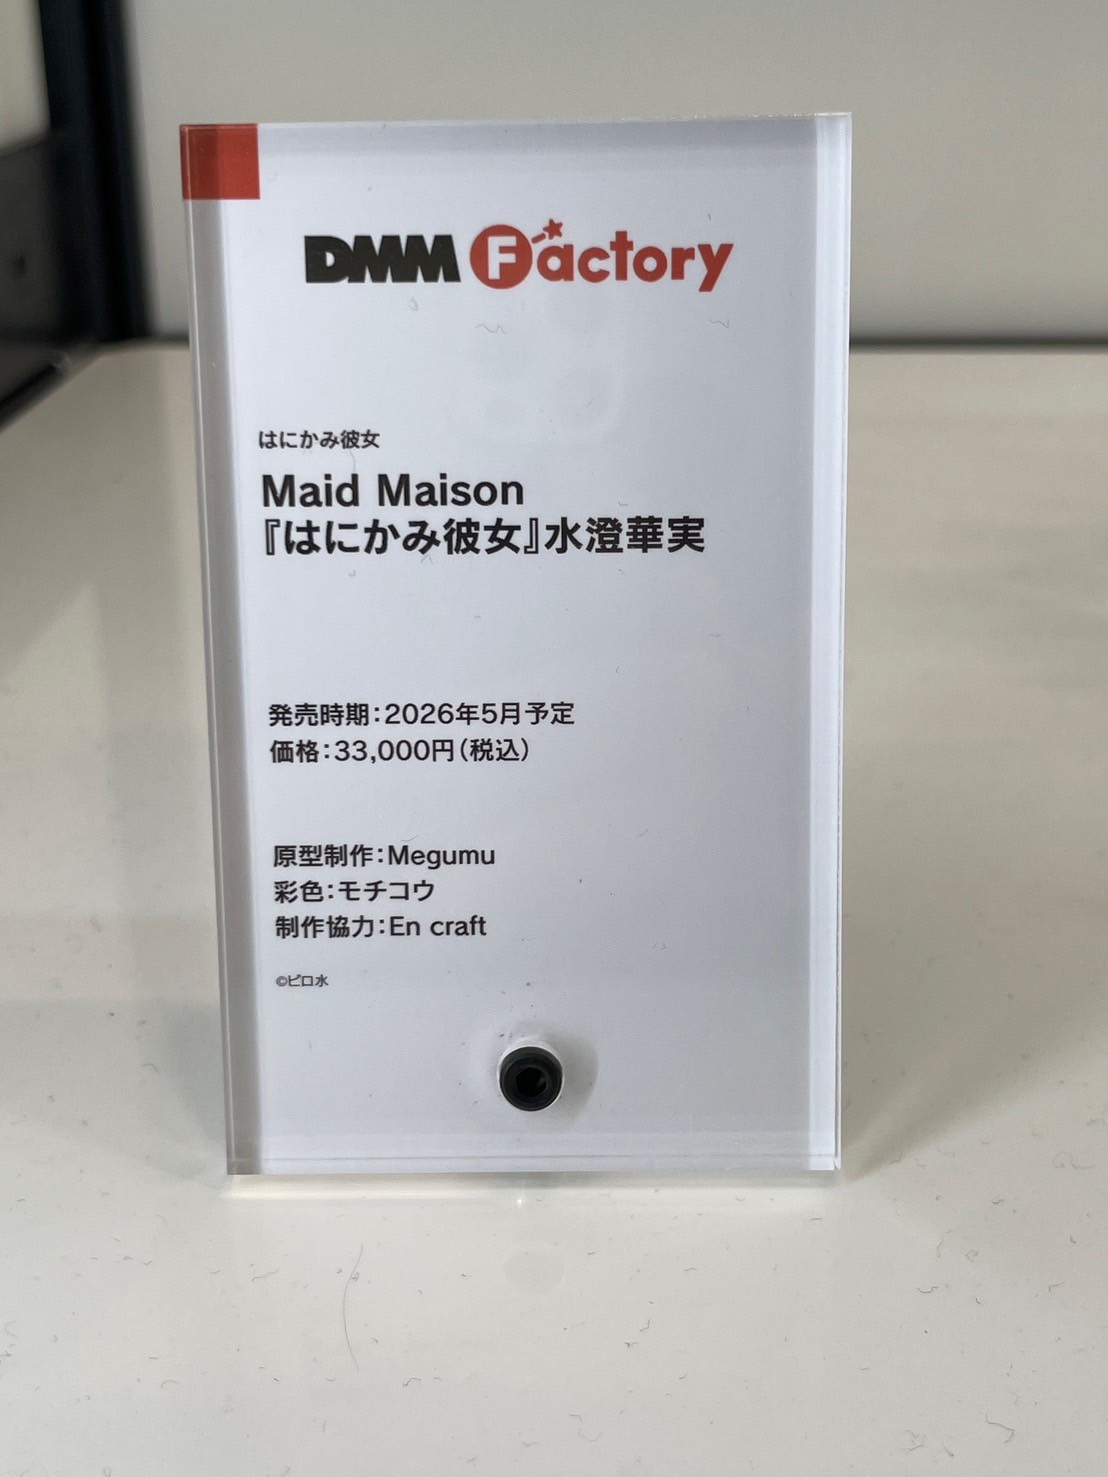 DMM Factory
はにかみ彼女
Maid Maison
『はにかみ彼女』水澄華実
発売時期：2026年5月予定
価格：33,000円（税込）
原型制作：Megumu
彩色：モチコウ
制作協力：En craft
©ピロ水